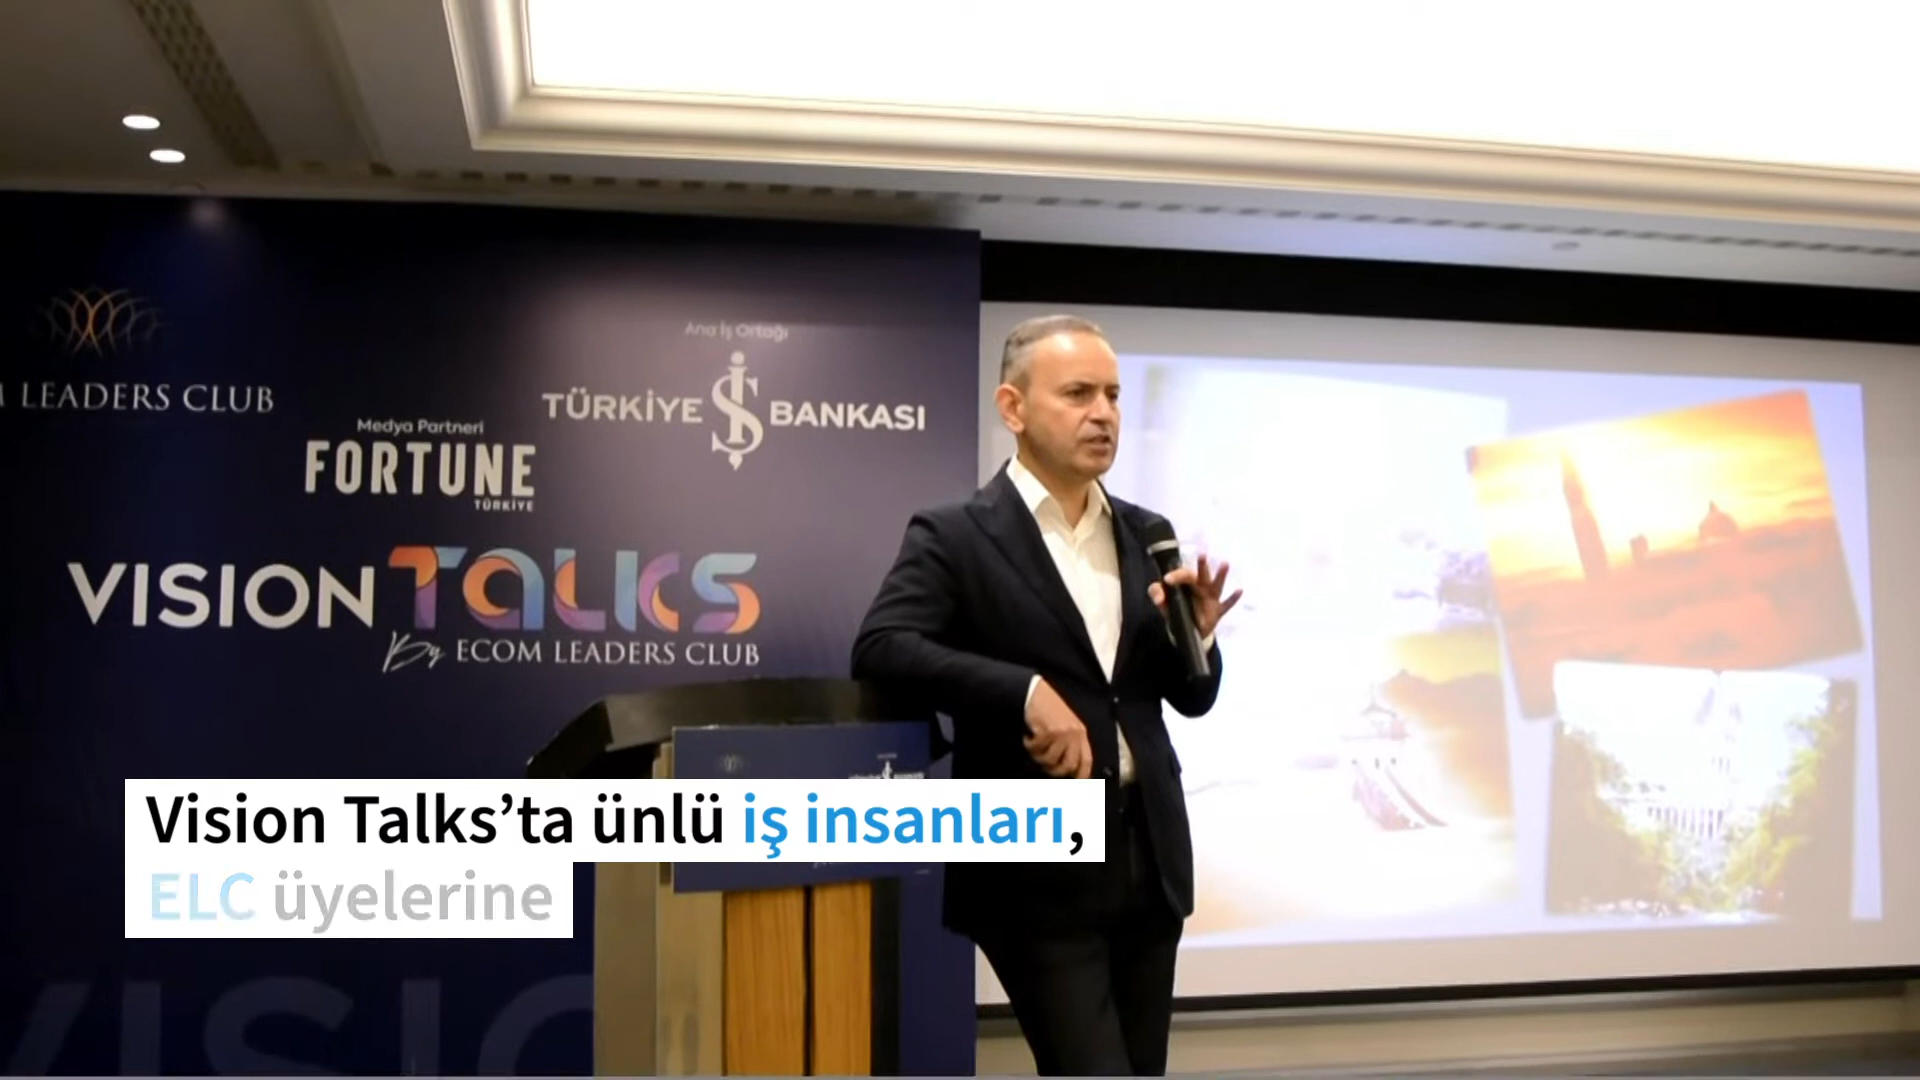 LEADERS CLUB
Medya Partneri
FORTUNE
TÜRKİYE
Ana İş Ortağı
TÜRKİYE İŞ BANKASI
VISION TALKS
By ECOM LEADERS CLUB
Vision Talks’ta ünlü iş insanları,
ELC üyelerine